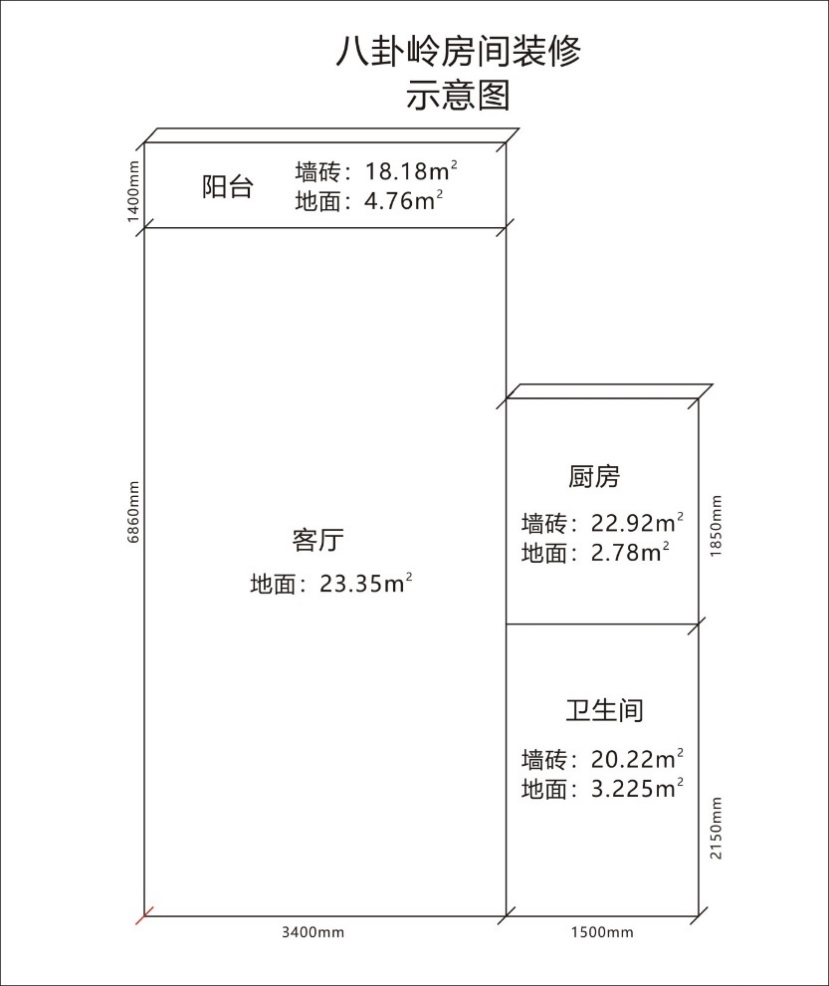 八卦岭房间装修
示意图
阳台
墙砖：18.18m²
地面：4.76m²
1400mm
6860mm
客厅
地面：23.35m²
厨房
墙砖：22.92m²
地面：2.78m²
1850mm
卫生间
墙砖：20.22m²
地面：3.225m²
2150mm
3400mm
1500mm